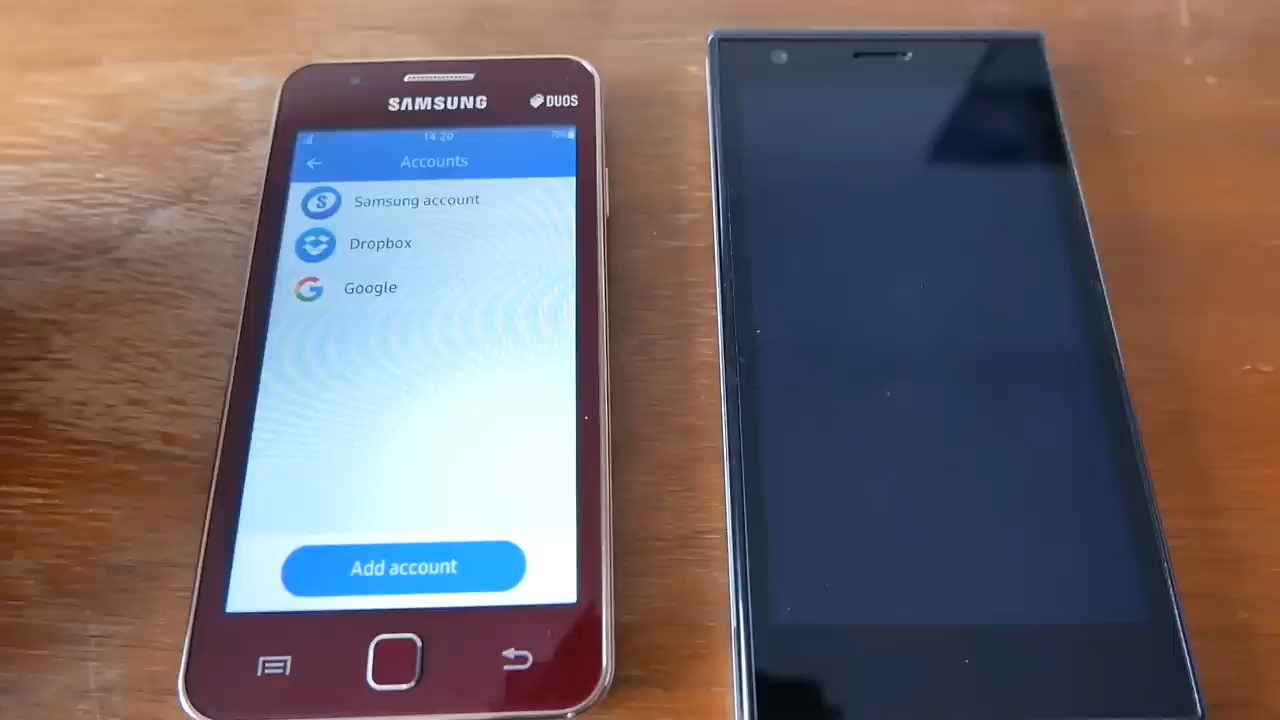 SAMSUNG
DUOS
14:20
Accounts
Samsung account
Dropbox
Google
Add account